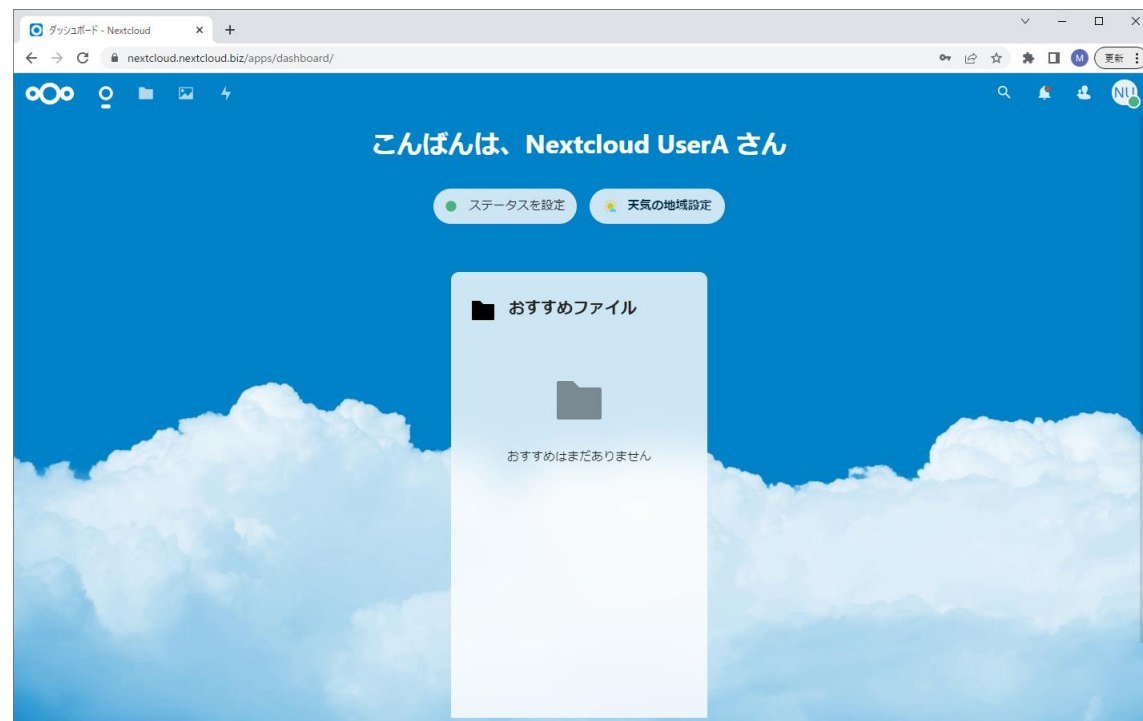 ダッシュボード - Nextcloud
nextcloud.nextcloud.biz/apps/dashboard/
M
更新
NU
こんばんは、Nextcloud UserA さん
ステータスを設定
天気の地域設定
おすすめファイル
おすすめはまだありません